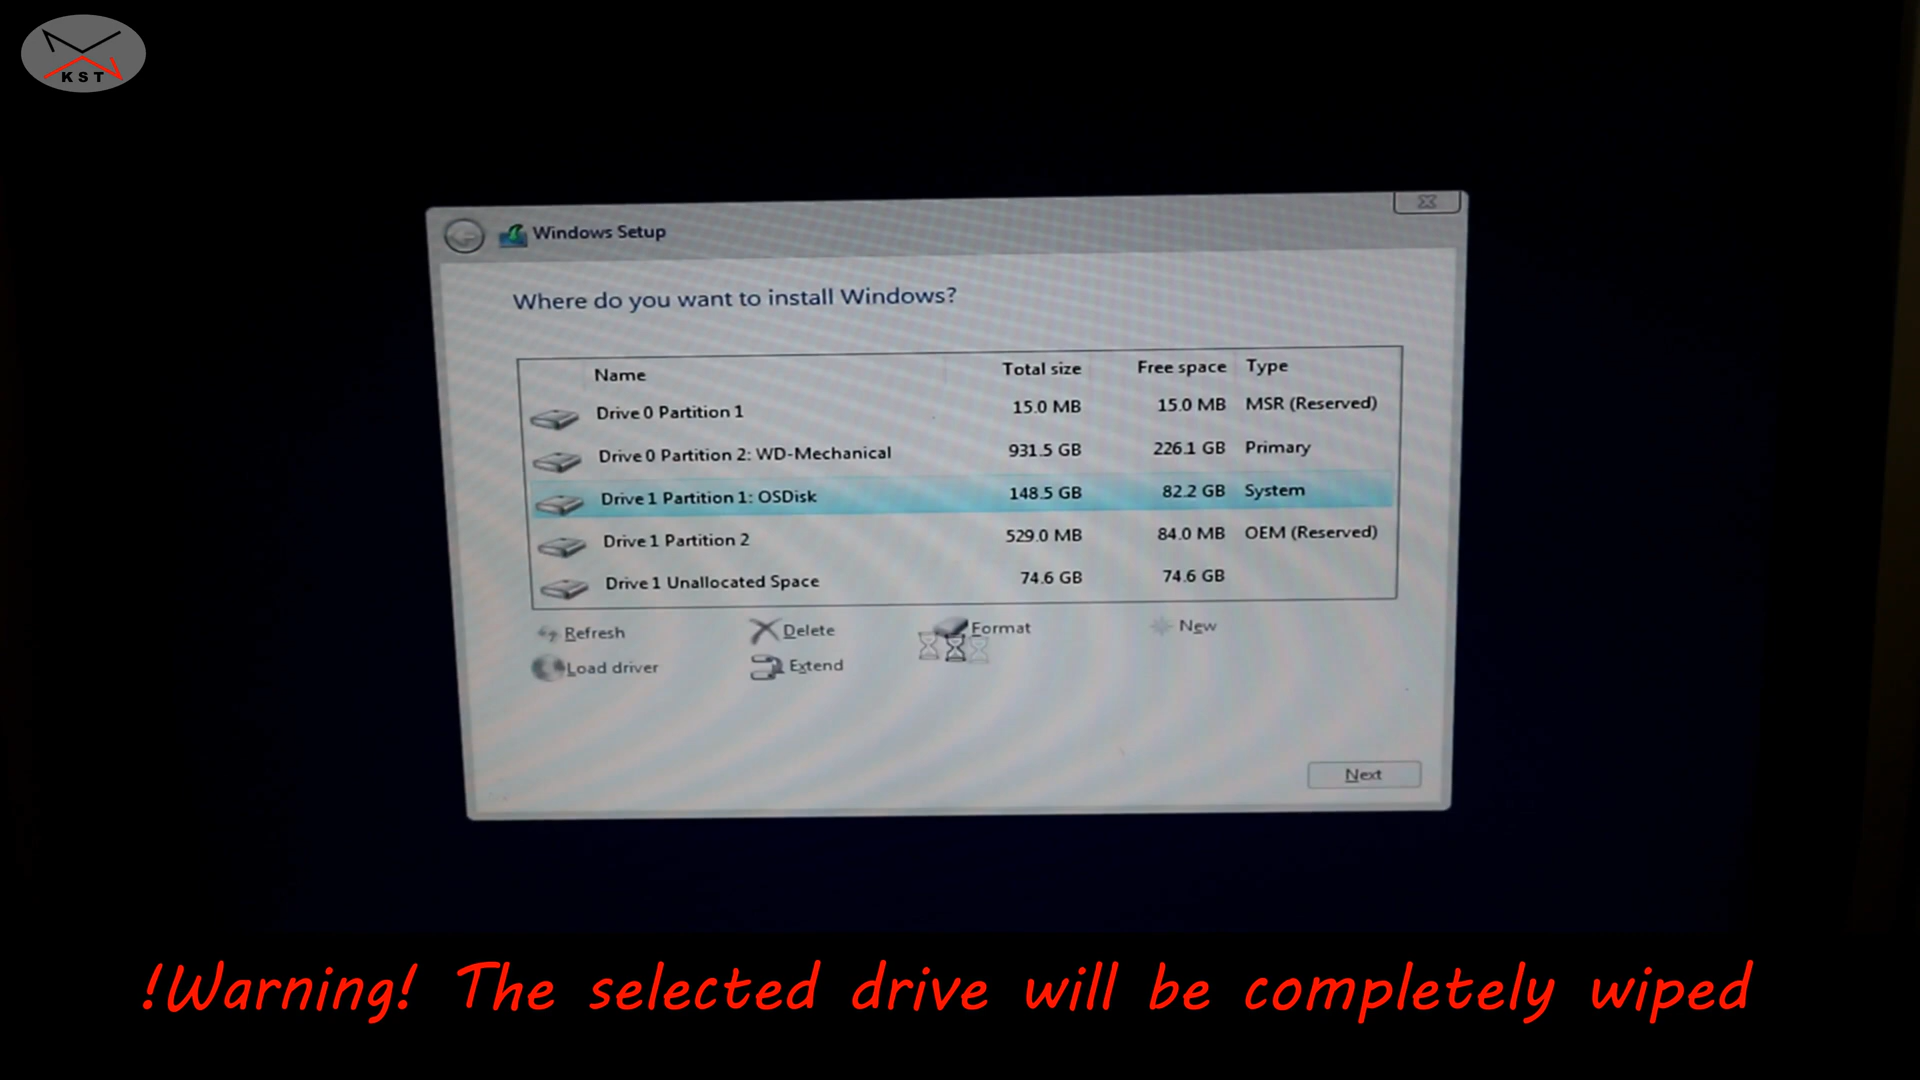 KST
Windows Setup
Where do you want to install Windows?
Name Total size Free space Type
Drive 0 Partition 1 15.0 MB 15.0 MB MSR (Reserved)
Drive 0 Partition 2: WD-Mechanical 931.5 GB 226.1 GB Primary
Drive 1 Partition 1: OSDisk 148.5 GB 82.2 GB System
Drive 1 Partition 2 529.0 MB 84.0 MB OEM (Reserved)
Drive 1 Unallocated Space 74.6 GB 74.6 GB
Refresh Delete Format New
Load driver Extend
Next
!Warning! The selected drive will be completely wiped